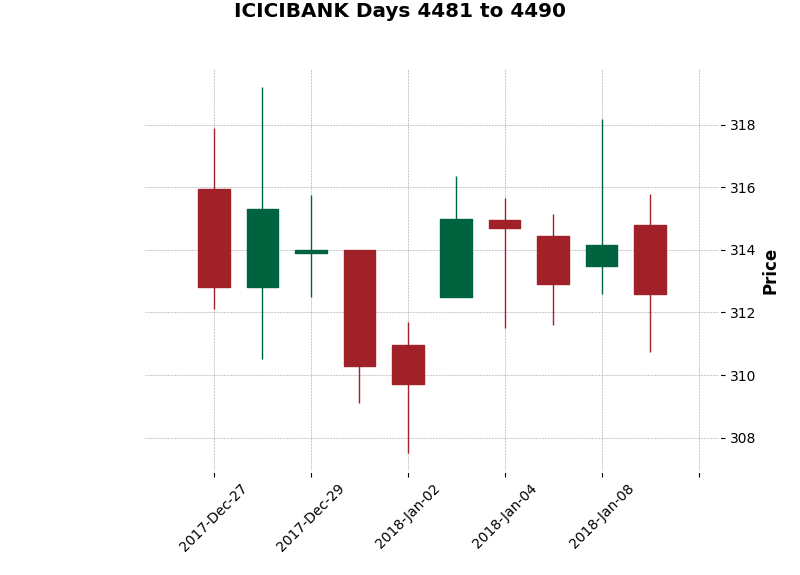 ICICIBANK Days 4481 to 4490
318
316
314
312
310
308
Price
2017-Dec-27
2017-Dec-29
2018-Jan-02
2018-Jan-04
2018-Jan-08